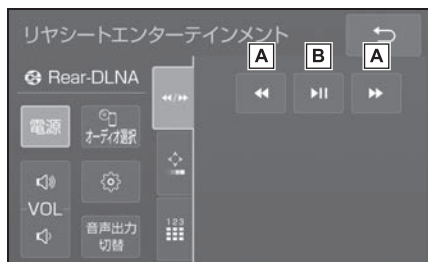 リヤシートエンターテインメント
A B A
Rear-DLNA
電源
オーディオ選択
VOL
音声出力
切替
123